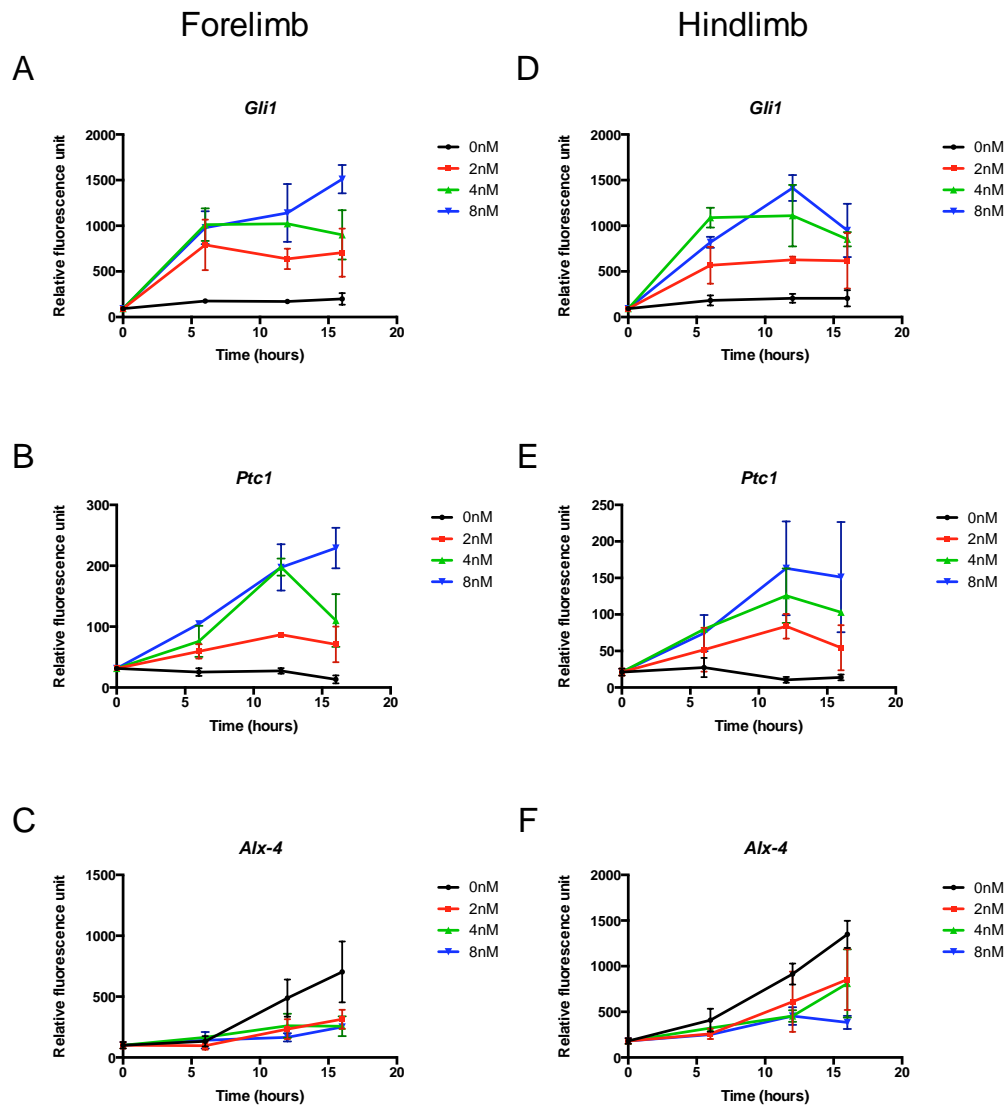 Forelimb
Hindlimb
A
Gli1
Relative fluorescence unit
2000
1500
1000
500
0
0 5 10 15 20
Time (hours)
0nM
2nM
4nM
8nM
D
Gli1
Relative fluorescence unit
2000
1500
1000
500
0
0 5 10 15 20
Time (hours)
0nM
2nM
4nM
8nM
B
Ptc1
Relative fluorescence unit
300
200
100
0
0 5 10 15 20
Time (hours)
0nM
2nM
4nM
8nM
E
Ptc1
Relative fluorescence unit
250
200
150
100
50
0
0 5 10 15 20
Time (hours)
0nM
2nM
4nM
8nM
C
Alx-4
Relative fluorescence unit
1500
1000
500
0
0 5 10 15 20
Time (hours)
0nM
2nM
4nM
8nM
F
Alx-4
Relative fluorescence unit
2000
1500
1000
500
0
0 5 10 15 20
Time (hours)
0nM
2nM
4nM
8nM